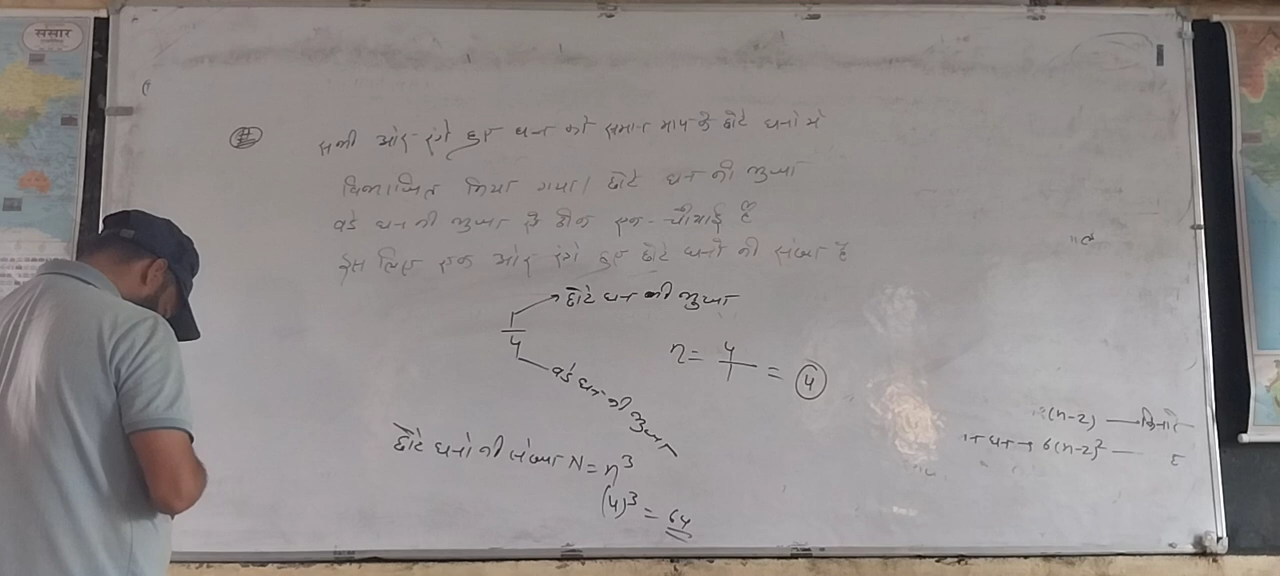 संसार
सभी ओर रंगे हुए घन को समान माप के छोटे घनो में
विभाजित किया गया। छोटे घन की भुजा
बडे घन की भुजा से ठीक एक-चौथाई है
इस लिए एक ओर रंगे हुए छोटे घनों की संख्या है
1 → छोटे घन की भुजा
4 बडे घन की भुजा
n = 4/1 = 4
छोटे घनो की संख्या N = n³
(4)³ = 64
(n-2) — किनारे
घन → 6(n-2)² —